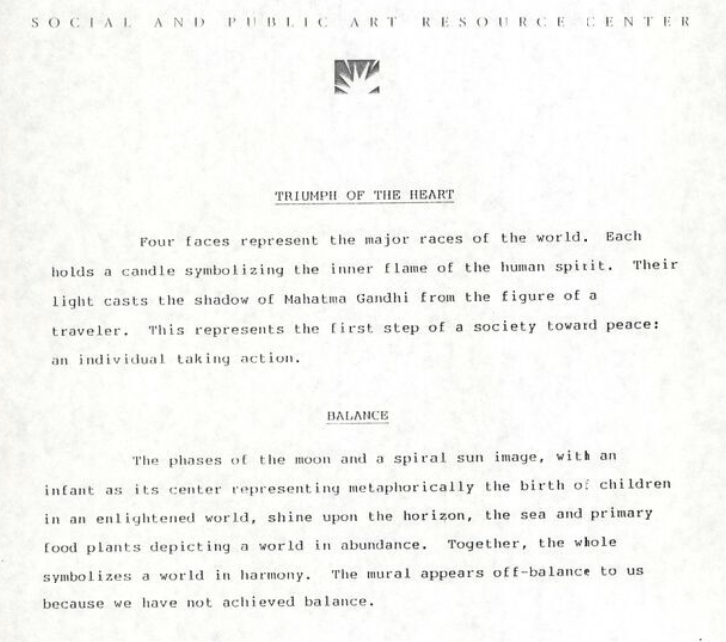 SOCIAL AND PUBLIC ART RESOURCE CENTER
TRIUMPH OF THE HEART
Four faces represent the major races of the world. Each
holds a candle symbolizing the inner flame of the human spirit. Their
light casts the shadow of Mahatma Gandhi from the figure of a
traveler. This represents the first step of a society toward peace:
an individual taking action.
BALANCE
The phases of the moon and a spiral sun image, with an
infant as its center representing metaphorically the birth of children
in an enlightened world, shine upon the horizon, the sea and primary
food plants depicting a world in abundance. Together, the whole
symbolizes a world in harmony. The mural appears off-balance to us
because we have not achieved balance.